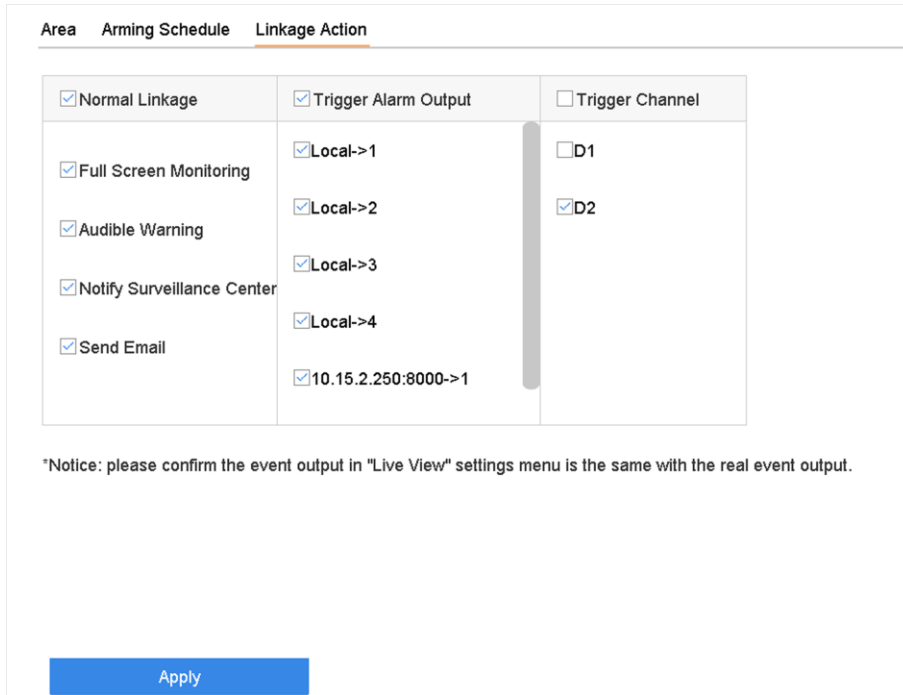 Area Arming Schedule Linkage Action
Normal Linkage Trigger Alarm Output Trigger Channel
Local->1 D1
Full Screen Monitoring
Local->2 D2
Audible Warning
Local->3
Notify Surveillance Center
Local->4
Send Email
10.15.2.250:8000->1
*Notice: please confirm the event output in "Live View" settings menu is the same with the real event output.
Apply